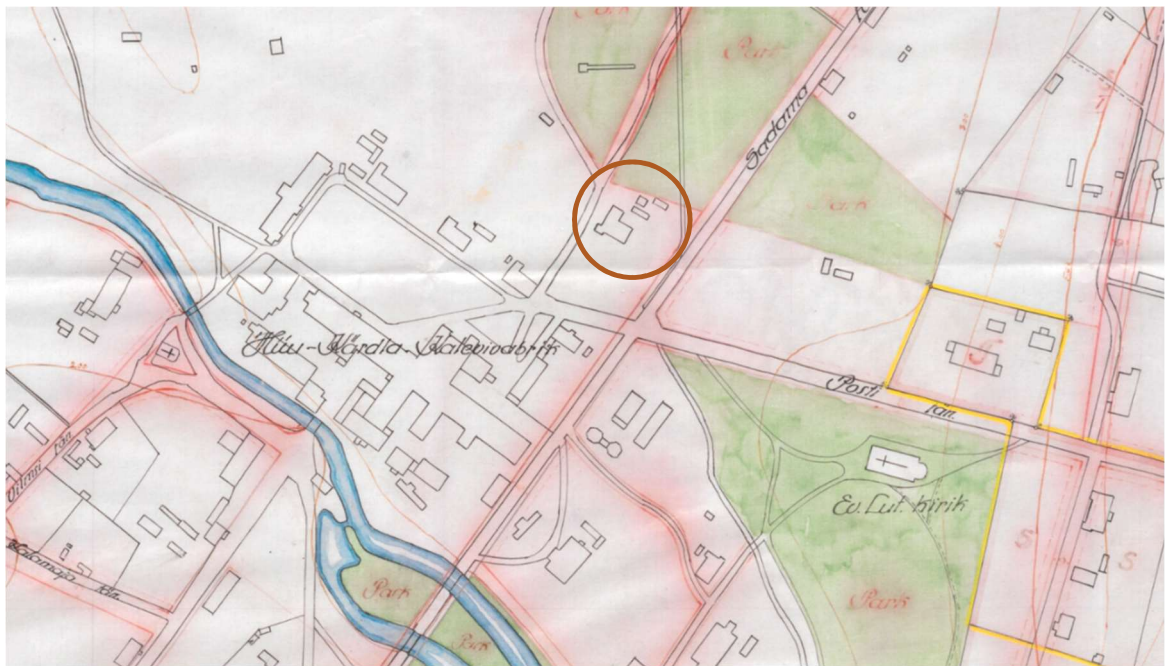 Park
Park
Sadama
Park
Hiiu-Kärdla-Kalevivabrik
Posti
tän.
Ev. Lut. kirik
S
Park
Park
Park
S
S